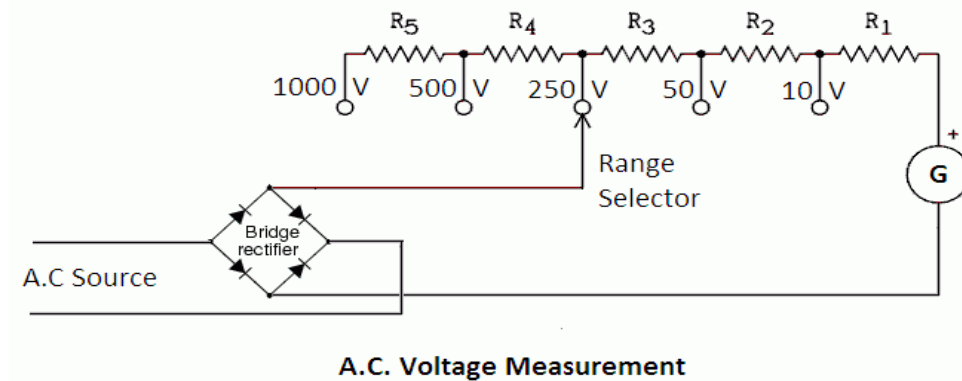 R5 R4 R3 R2 R1
1000 V 500 V 250 V 50 V 10 V
+
G
Range
Selector
Bridge
rectifier
A.C Source
A.C. Voltage Measurement